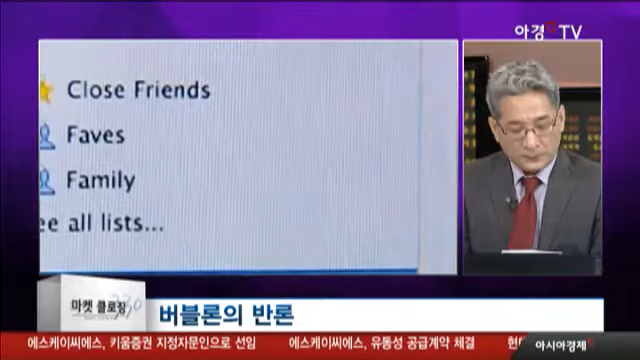 아경TV
Close Friends
Faves
Family
ee all lists...
마켓 클로징 330
버블론의 반론
에스케이씨에스, 키움증권 지정자문인으로 선임 에스케이씨에스, 유동성 공급계약 체결
아시아경제